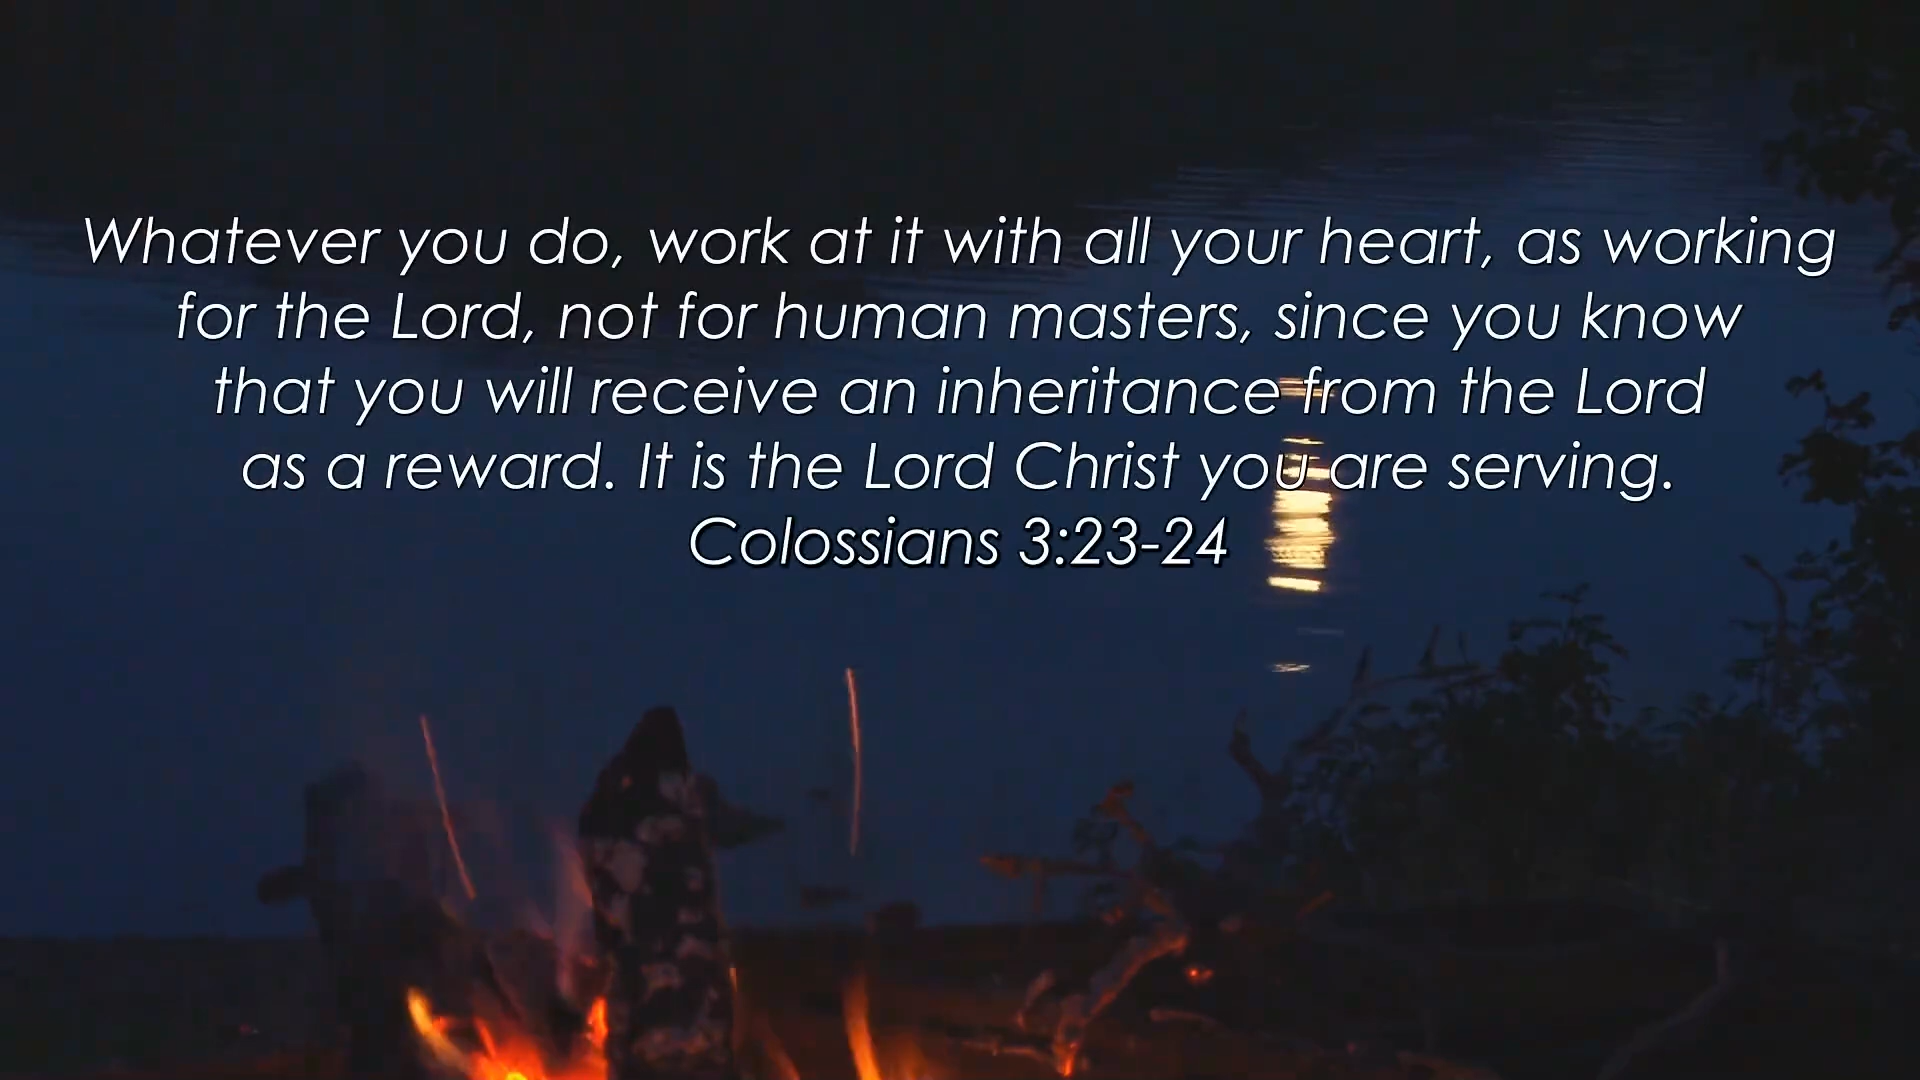 Whatever you do, work at it with all your heart, as working
for the Lord, not for human masters, since you know
that you will receive an inheritance from the Lord
as a reward. It is the Lord Christ you are serving.
Colossians 3:23-24